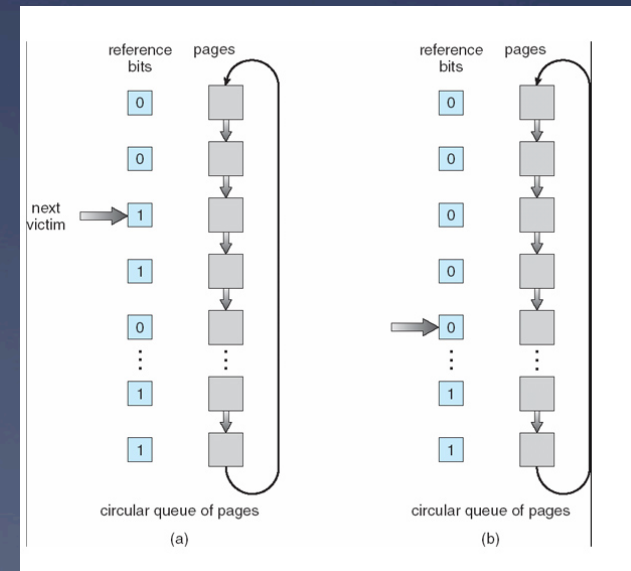 reference pages
bits
0
0
next
victim
1
1
0
1
1
circular queue of pages
(a)
reference pages
bits
0
0
0
0
0
1
1
circular queue of pages
(b)